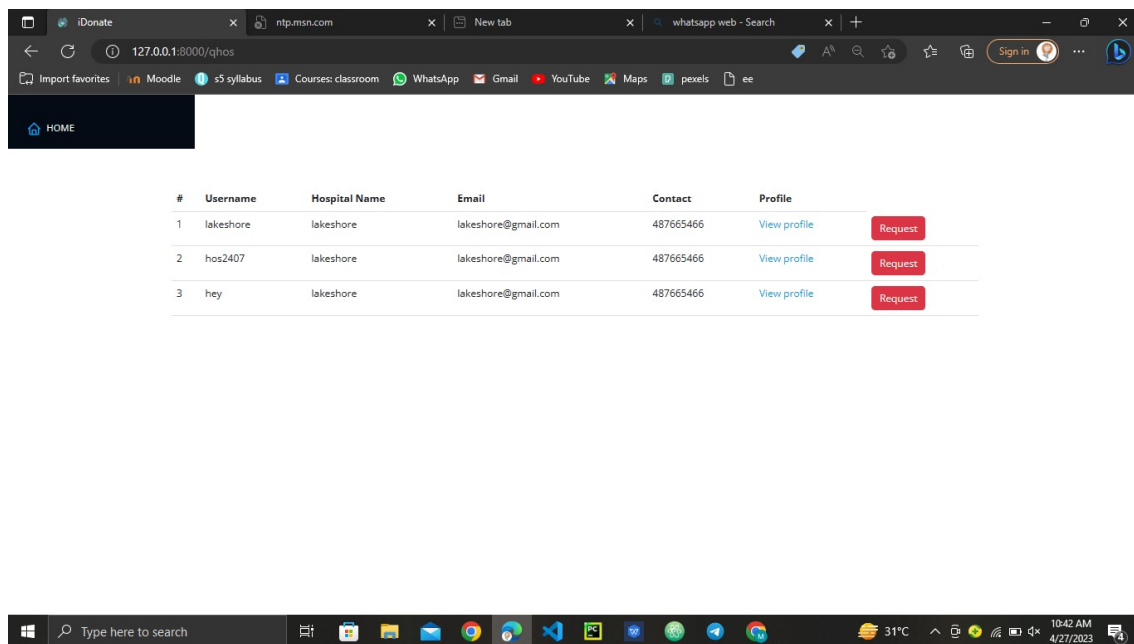 iDonate
ntp.msn.com
New tab
whatsapp web - Search
127.0.0.1:8000/qhos
Sign in
Import favorites
Moodle
s5 syllabus
Courses: classroom
WhatsApp
Gmail
YouTube
Maps
pexels
ee
HOME
# Username Hospital Name Email Contact Profile
1 lakeshore lakeshore lakeshore@gmail.com 487665466 View profile Request
2 hos2407 lakeshore lakeshore@gmail.com 487665466 View profile Request
3 hey lakeshore lakeshore@gmail.com 487665466 View profile Request
Type here to search
PC
31°C
10:42 AM
4/27/2023